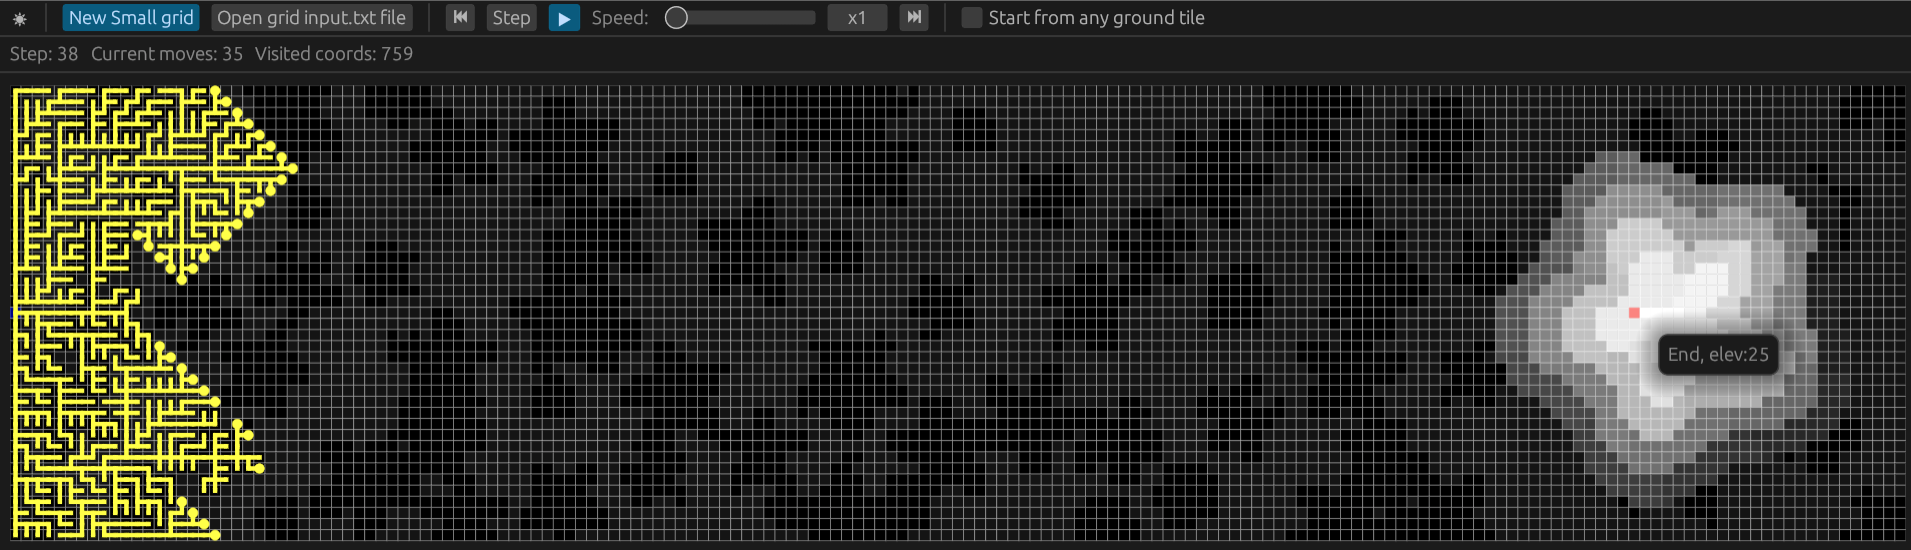 New Small grid Open grid input.txt file Step Speed: x1 Start from any ground tile
Step: 38 Current moves: 35 Visited coords: 759
End, elev:25